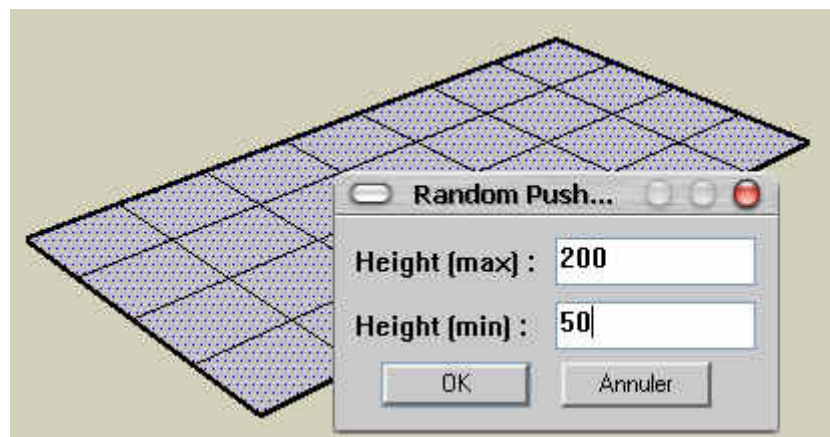 Random Push...
Height (max) : 200
Height (min) : 50
OK Annuler